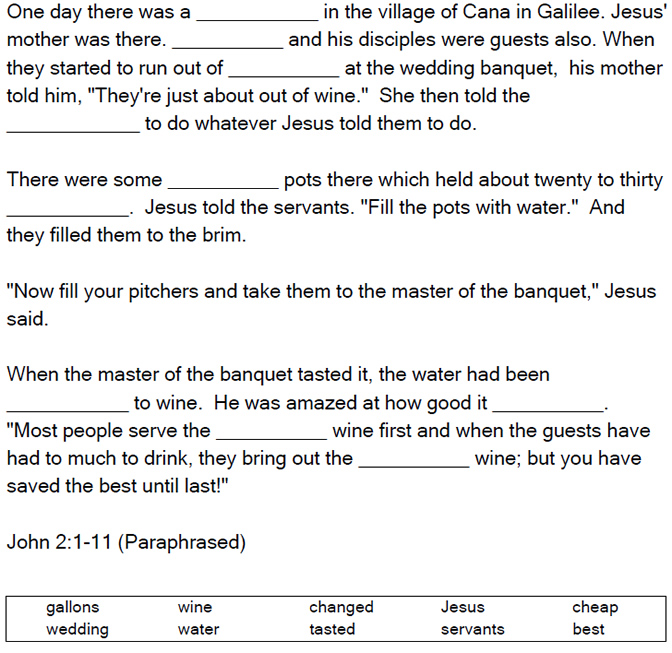 One day there was a ____________ in the village of Cana in Galilee. Jesus'
mother was there. ___________ and his disciples were guests also. When
they started to run out of ___________ at the wedding banquet, his mother
told him, "They're just about out of wine." She then told the
_____________ to do whatever Jesus told them to do.
There were some ___________ pots there which held about twenty to thirty
____________. Jesus told the servants. "Fill the pots with water." And
they filled them to the brim.
"Now fill your pitchers and take them to the master of the banquet," Jesus
said.
When the master of the banquet tasted it, the water had been
____________ to wine. He was amazed at how good it ___________.
"Most people serve the ___________ wine first and when the guests have
had to much to drink, they bring out the ___________ wine; but you have
saved the best until last!"
John 2:1-11 (Paraphrased)
gallons wine changed Jesus cheap
wedding water tasted servants best